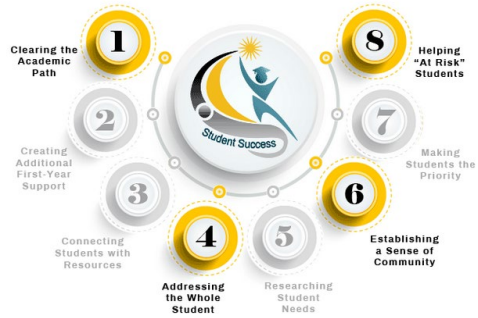 1
Clearing the
Academic
Path
2
Creating
Additional
First-Year
Support
3
Connecting
Students with
Resources
4
Addressing
the Whole
Student
5
Researching
Student
Needs
6
Establishing
a Sense of
Community
7
Making
Students the
Priority
8
Helping
"At Risk"
Students
Student Success